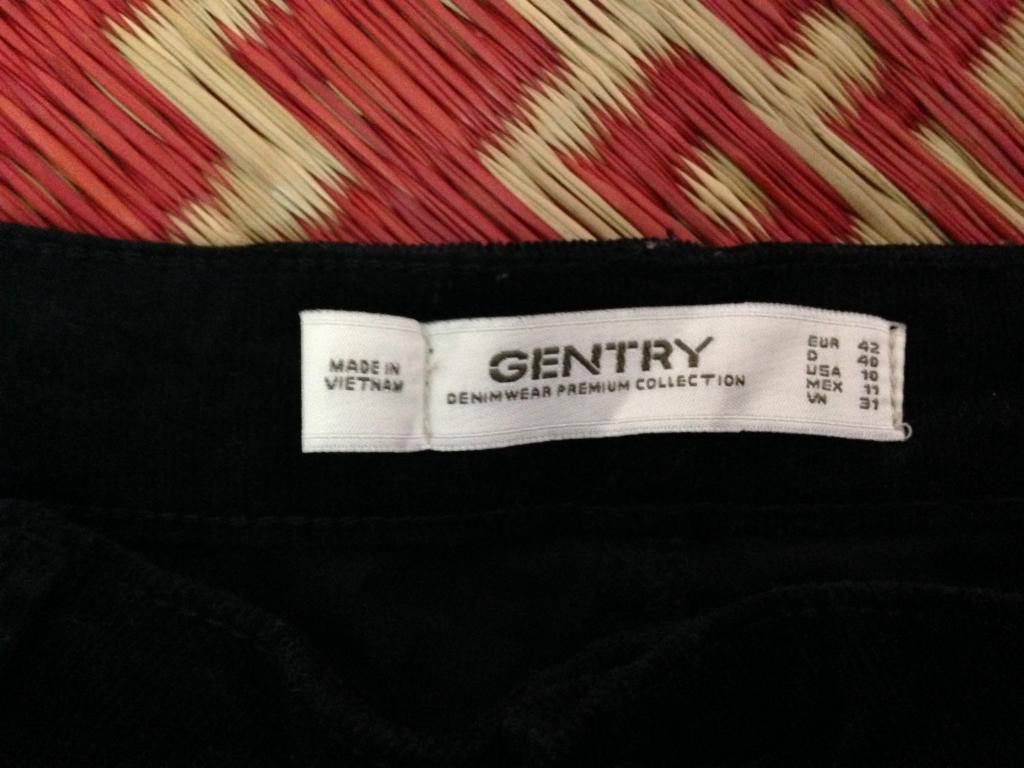 MADE IN
VIETNAM
GENTRY
DENIMWEAR PREMIUM COLLECTION
EUR 42
D 40
USA 10
MEX 11
VN 31